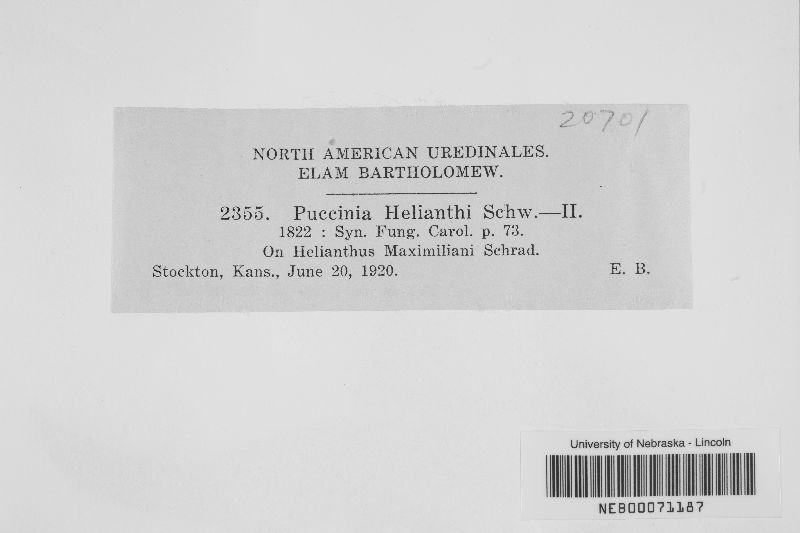 20701
NORTH AMERICAN UREDINALES.
ELAM BARTHOLOMEW.
2355. Puccinia Helianthi Schw.—II.
1822 : Syn. Fung. Carol. p. 73.
On Helianthus Maximiliani Schrad.
Stockton, Kans., June 20, 1920. E. B.
University of Nebraska - Lincoln
NEB00071187